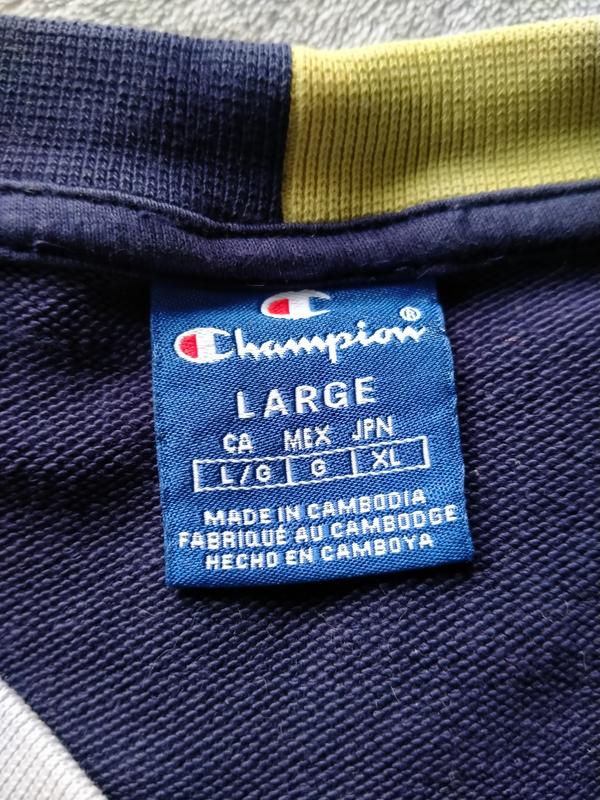 Champion®
LARGE
CA MEX JPN
L/G G XL
MADE IN CAMBODIA
FABRIQUÉ AU CAMBODGE
HECHO EN CAMBOYA